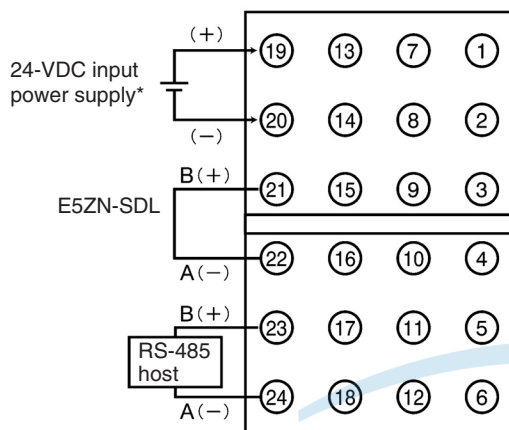 (+)
19 13 7 1
24-VDC input
power supply*
20 14 8 2
(−)
B(+)
21 15 9 3
E5ZN-SDL
22 16 10 4
A(−)
B(+)
23 17 11 5
RS-485
host
24 18 12 6
A(−)